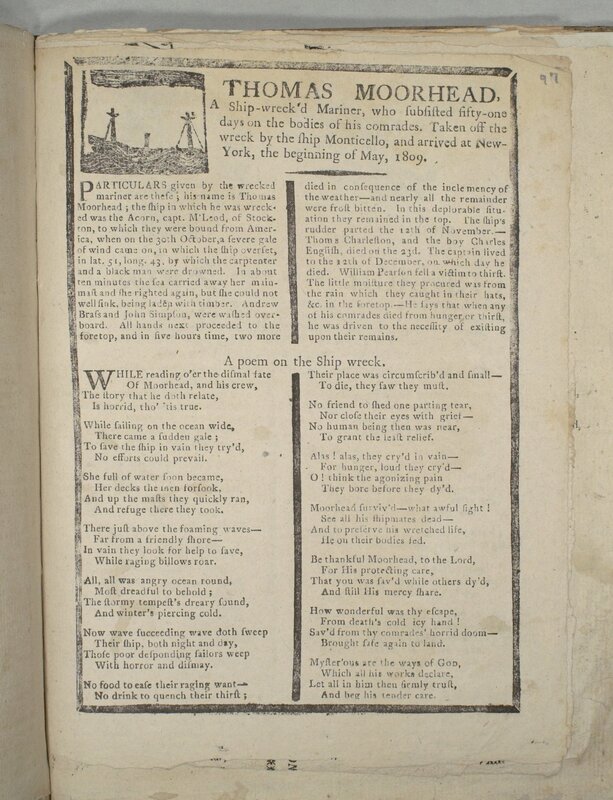 97
THOMAS MOORHEAD,
A Ship-wreck'd Mariner, who ſubſiſted fifty-one
days on the bodies of his comrades. Taken off the
wreck by the ſhip Monticello, and arrived at New-
York, the beginning of May, 1809.
PARTICULARS given by the wrecked
mariner are theſe; his name is Thomas
Moorhead; the ſhip in which he was wreck-
ed was the Acorn, capt. M'Leod, of Stock-
ton, to which they were bound from Amer-
ica, when on the 30th October, a ſevere gale
of wind came on, in which the ſhip overſet,
in lat. 51, long. 43, by which the carptenter
and a black man were drowned. In about
ten minutes the ſea carried away her main-
maſt and ſhe righted again, but ſhe could not
well ſink, being laden with timber. Andrew
Braſs and John Simpſon, were waſhed over-
board. All hands next proceeded to the
foretop, and in five hours time, two more
died in conſequence of the inclemency of
the weather—and nearly all the remainder
were froſt bitten. In this deplorable ſitu-
ation they remained in the top. The ſhip's
rudder parted the 12th of November.—
Thomas Charleſton, and the boy Charles
Engliſh, died on the 23d. The captain lived
to the 12th of December, on which day he
died. William Pearſon fell a victim to thirſt.
The little moiſture they procured was from
the rain which they caught in their hats,
&c. in the foretop.—He ſays that when any
of his comrades died from hunger or thirſt,
he was driven to the neceſſity of exiſting
upon their remains.
A poem on the Ship wreck.
WHILE reading o'er the diſmal fate
Of Moorhead, and his crew,
The ſtory that he doth relate,
Is horrid, tho' 'tis true.
While ſailing on the ocean wide,
There came a ſudden gale;
To ſave the ſhip in vain they try'd,
No efforts could prevail.
She full of water ſoon became,
Her decks the men forſook,
And up the maſts they quickly ran,
And refuge there they took.
There juſt above the foaming waves—
Far from a friendly ſhore—
In vain they look for help to ſave,
While raging billows roar.
All, all was angry ocean round,
Moſt dreadful to behold;
The ſtormy tempeſt's dreary ſound,
And winter's piercing cold.
Now wave ſucceeding wave doth ſweep
Their ſhip, both night and day,
Thoſe poor deſponding ſailors weep
With horror and diſmay.
No food to eaſe their raging want—
No drink to quench their thirſt;
Their place was circumſcrib'd and ſmall—
To die, they ſaw they muſt.
No friend to ſhed one parting tear,
Nor cloſe their eyes with grief—
No human being then was near,
To grant the leaſt relief.
Alas! alas, they cry'd in vain—
For hunger, loud they cry'd—
O! think the agonizing pain
They bore before they dy'd.
Moorhead ſurviv'd—what awful ſight!
See all his ſhipmates dead—
And to preſerve his wretched life,
He on their bodies fed.
Be thankful Moorhead, to the Lord,
For His protecting care,
That you was ſav'd while others dy'd,
And ſtill His mercy ſhare.
How wonderful was thy eſcape,
From death's cold icy hand!
Sav'd from thy comrades' horrid doom—
Brought ſafe again to land.
Myſter'ous are the ways of GOD,
Which all his works declare,
Let all in him then firmly truſt,
And beg his tender care.